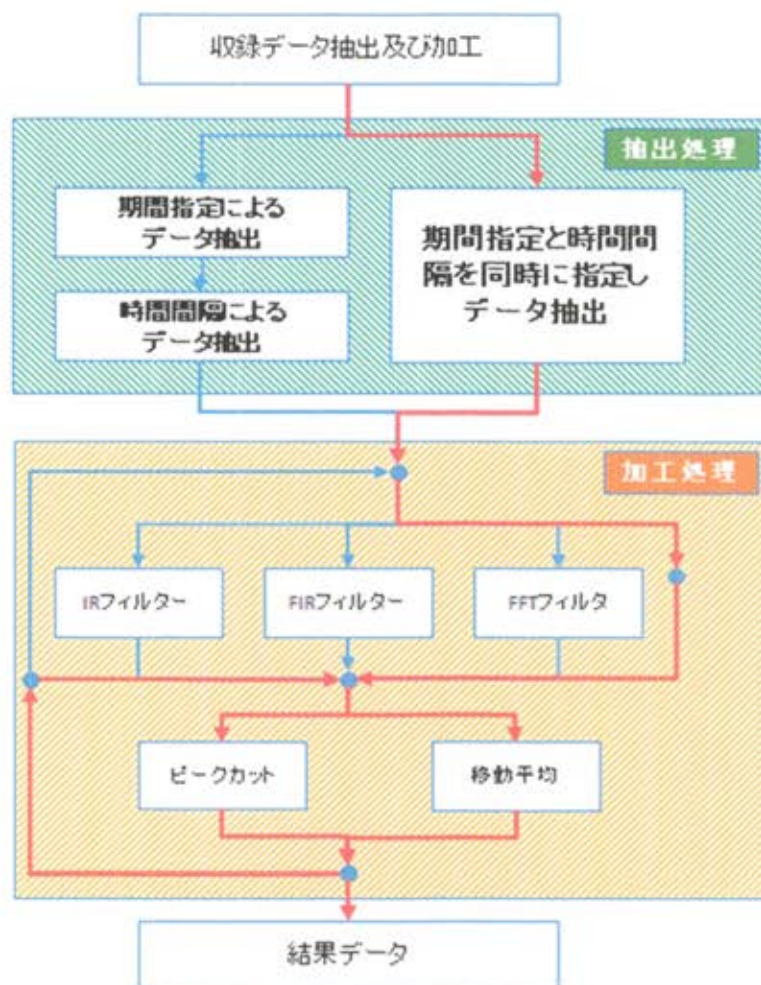 収録データ抽出及び加工
抽出処理
期間指定による
データ抽出
期間指定と時間間
隔を同時に指定し
データ抽出
時間間隔による
データ抽出
加工処理
IRフィルター
FIRフィルター
FFTフィルタ
ピークカット
移動平均
結果データ